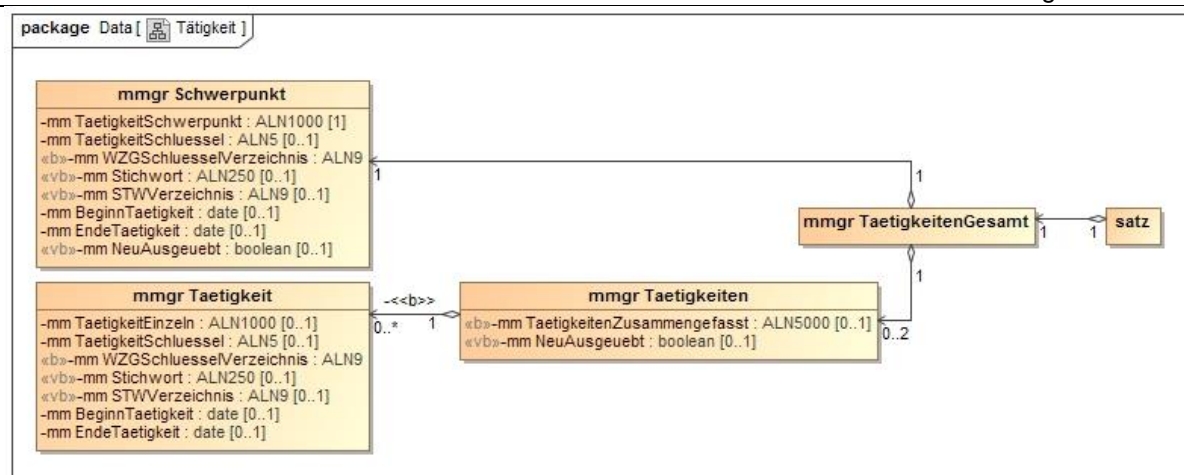 package Data [ Tätigkeit ]
mmgr Schwerpunkt
-mm TaetigkeitSchwerpunkt : ALN1000 [1]
-mm TaetigkeitSchluessel : ALN5 [0..1]
«b»-mm WZGSchluesselVerzeichnis : ALN9
«vb»-mm Stichwort : ALN250 [0..1]
«vb»-mm STWVerzeichnis : ALN9 [0..1]
-mm BeginnTaetigkeit : date [0..1]
-mm EndeTaetigkeit : date [0..1]
«vb»-mm NeuAusgeuebt : boolean [0..1]
1
1
mmgr TaetigkeitenGesamt
1
1
satz
1
mmgr Taetigkeit
-mm TaetigkeitEinzeln : ALN1000 [0..1]
-mm TaetigkeitSchluessel : ALN5 [0..1]
«b»-mm WZGSchluesselVerzeichnis : ALN9
«vb»-mm Stichwort : ALN250 [0..1]
«vb»-mm STWVerzeichnis : ALN9 [0..1]
-mm BeginnTaetigkeit : date [0..1]
-mm EndeTaetigkeit : date [0..1]
-<<b>>
0..*
1
mmgr Taetigkeiten
«b»-mm TaetigkeitenZusammengefasst : ALN5000 [0..1]
«vb»-mm NeuAusgeuebt : boolean [0..1]
0..2